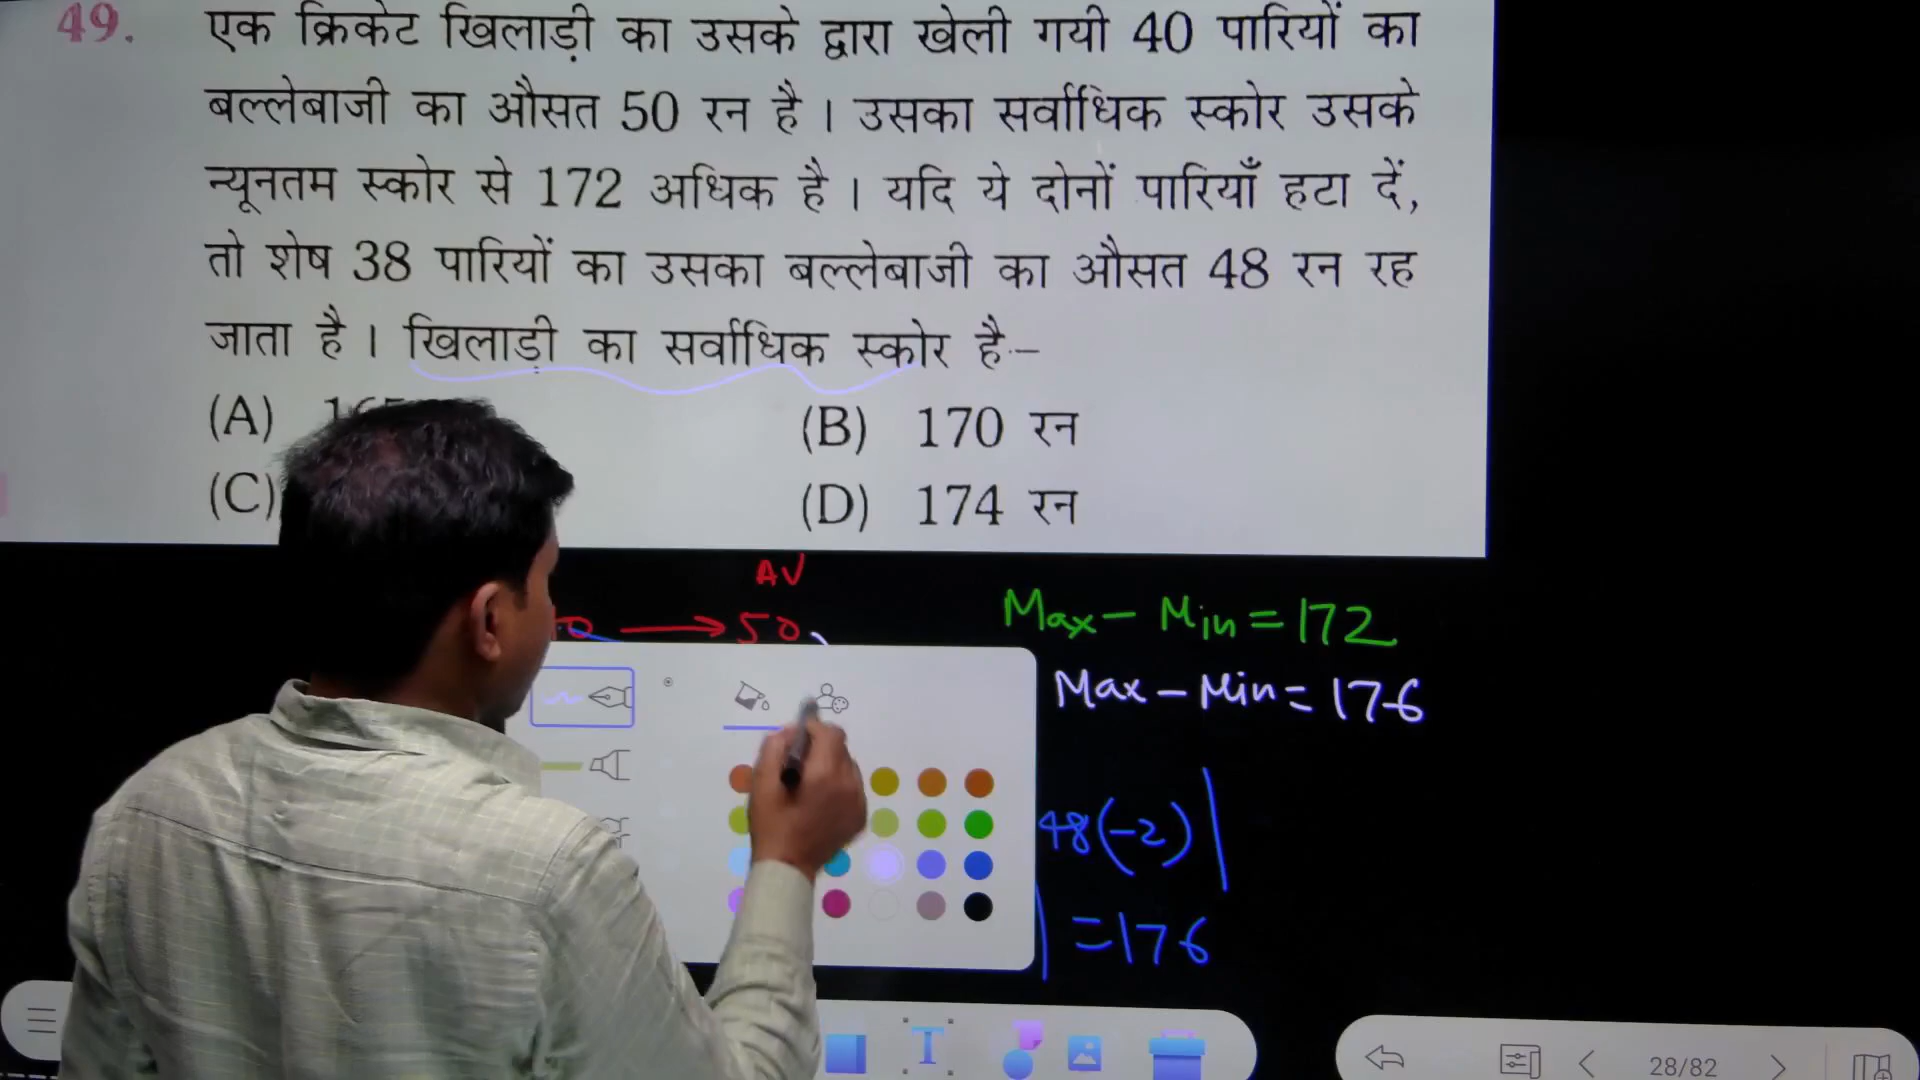 49. एक क्रिकेट खिलाड़ी का उसके द्वारा खेली गयी 40 पारियों का
बल्लेबाजी का औसत 50 रन है । उसका सर्वाधिक स्कोर उसके
न्यूनतम स्कोर से 172 अधिक है । यदि ये दोनों पारियाँ हटा दें,
तो शेष 38 पारियों का उसका बल्लेबाजी का औसत 48 रन रह
जाता है । खिलाड़ी का सर्वाधिक स्कोर है–
(A) (B) 170 रन
(C) (D) 174 रन
AV
→ 50
Max - Min = 172
Max - Min = 176
48(-2)
= 176
T
28/82